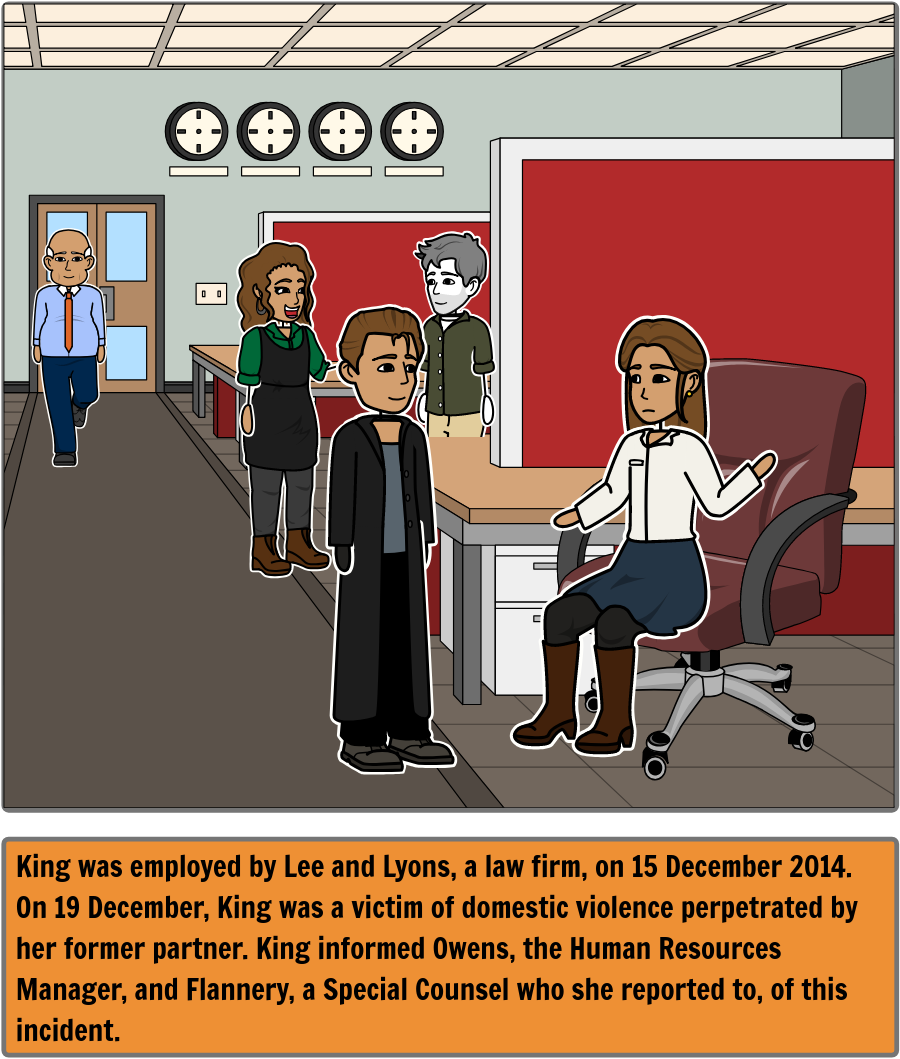 King was employed by Lee and Lyons, a law firm, on 15 December 2014.
On 19 December, King was a victim of domestic violence perpetrated by
her former partner. King informed Owens, the Human Resources
Manager, and Flannery, a Special Counsel who she reported to, of this
incident.